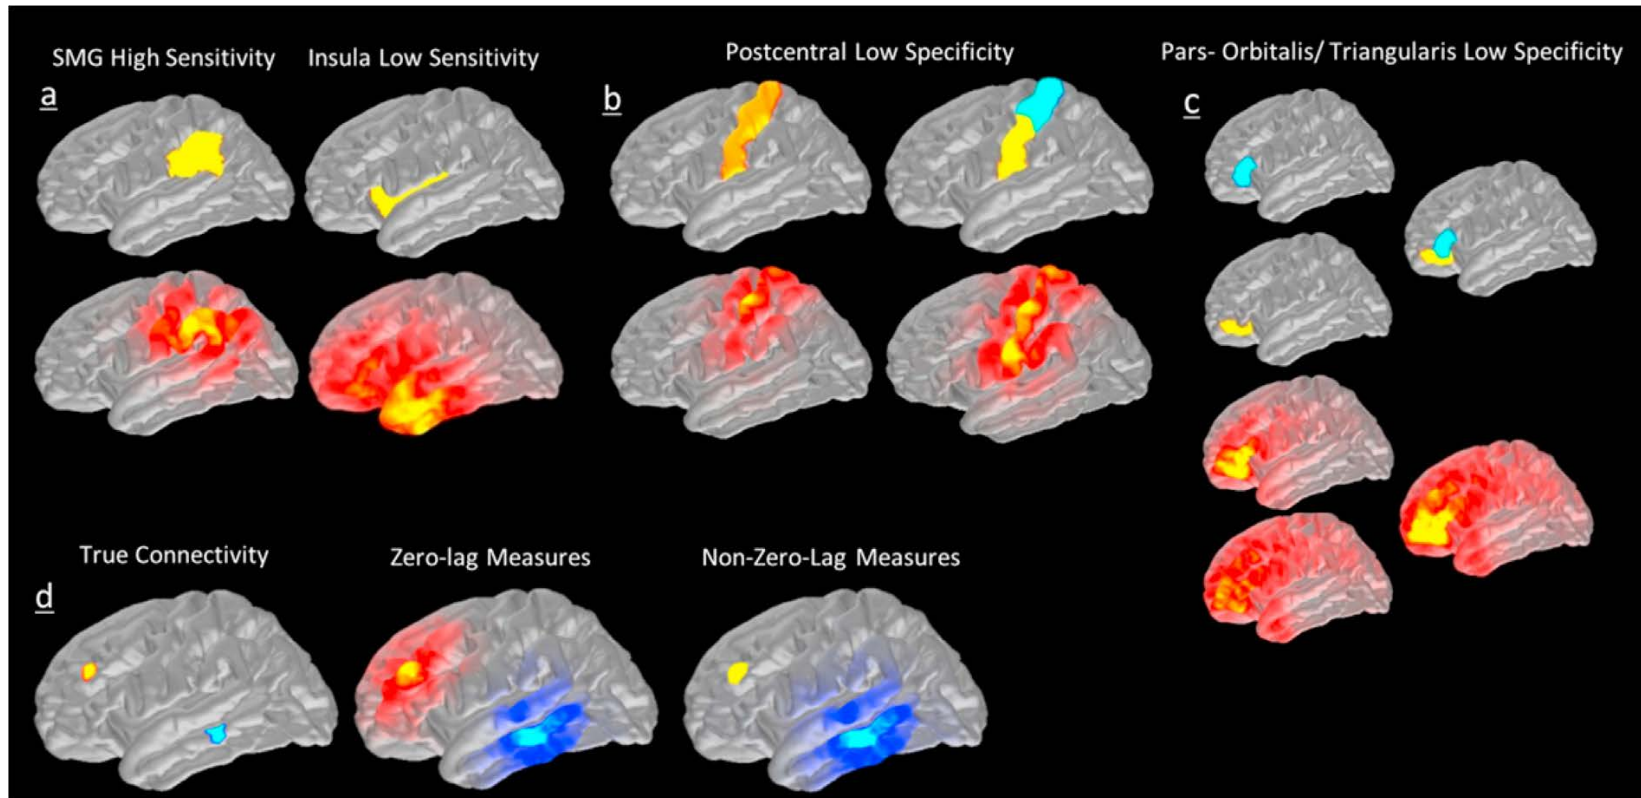 SMG High Sensitivity
Insula Low Sensitivity
Postcentral Low Specificity
Pars- Orbitalis/ Triangularis Low Specificity
a
b
c
True Connectivity
Zero-lag Measures
Non-Zero-Lag Measures
d